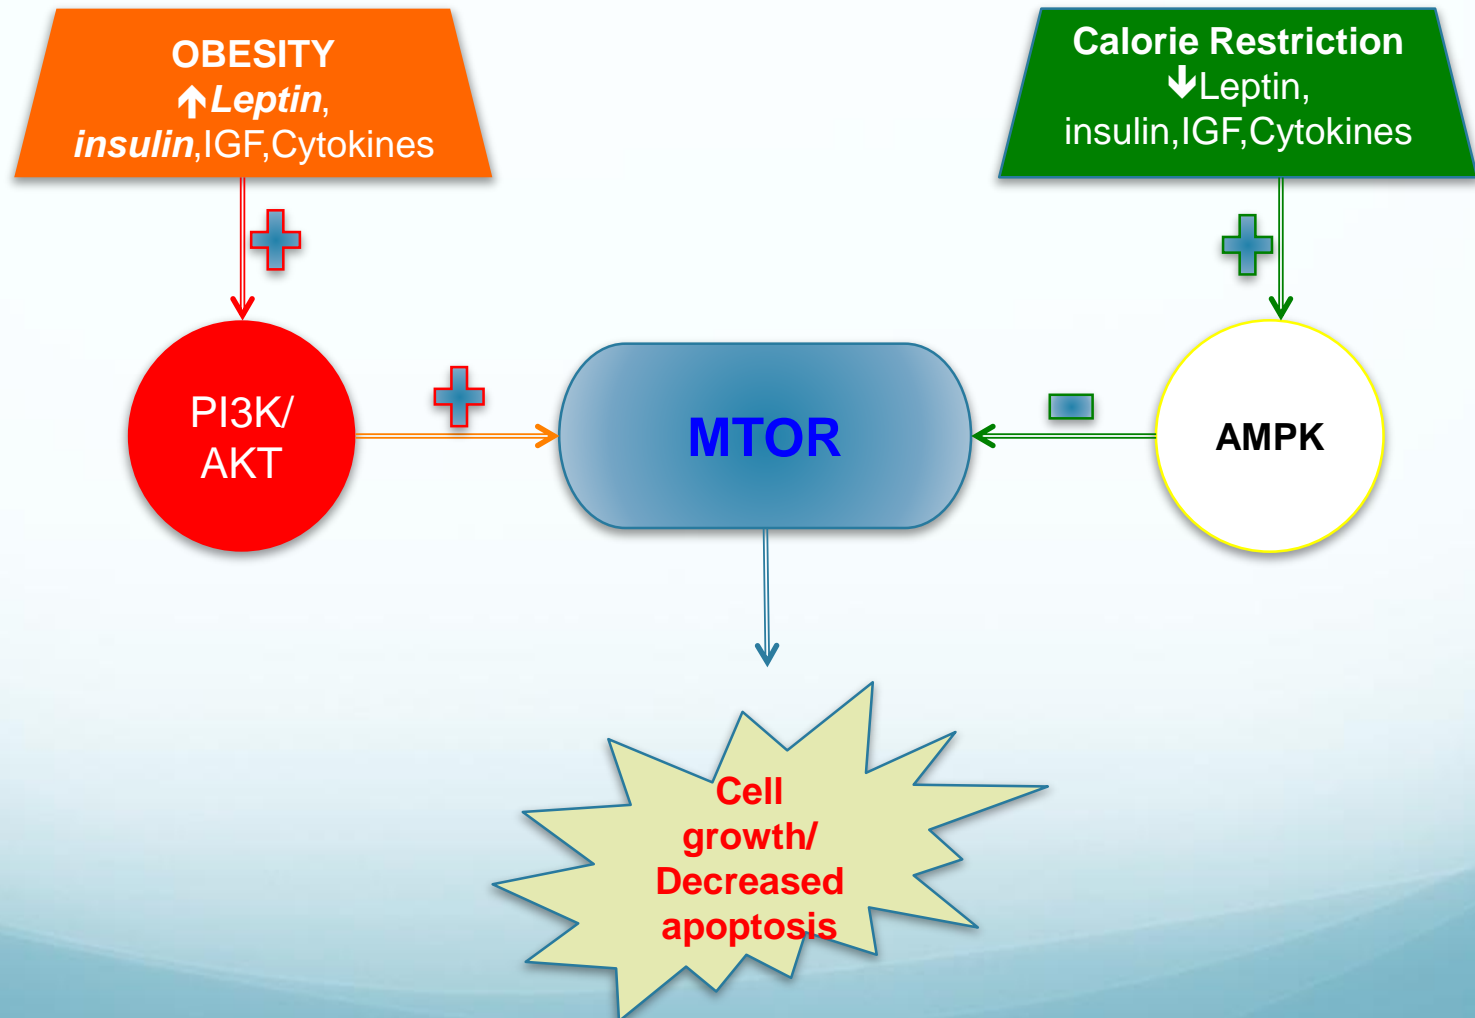 OBESITY
↑Leptin,
insulin,IGF,Cytokines
Calorie Restriction
↓Leptin,
insulin,IGF,Cytokines
PI3K/
AKT
MTOR
AMPK
Cell
growth/
Decreased
apoptosis